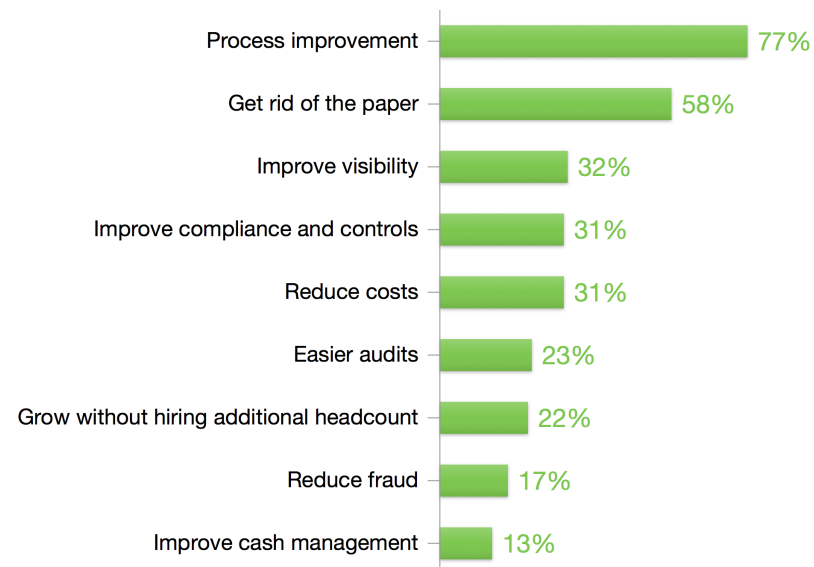 Process improvement 77%
Get rid of the paper 58%
Improve visibility 32%
Improve compliance and controls 31%
Reduce costs 31%
Easier audits 23%
Grow without hiring additional headcount 22%
Reduce fraud 17%
Improve cash management 13%